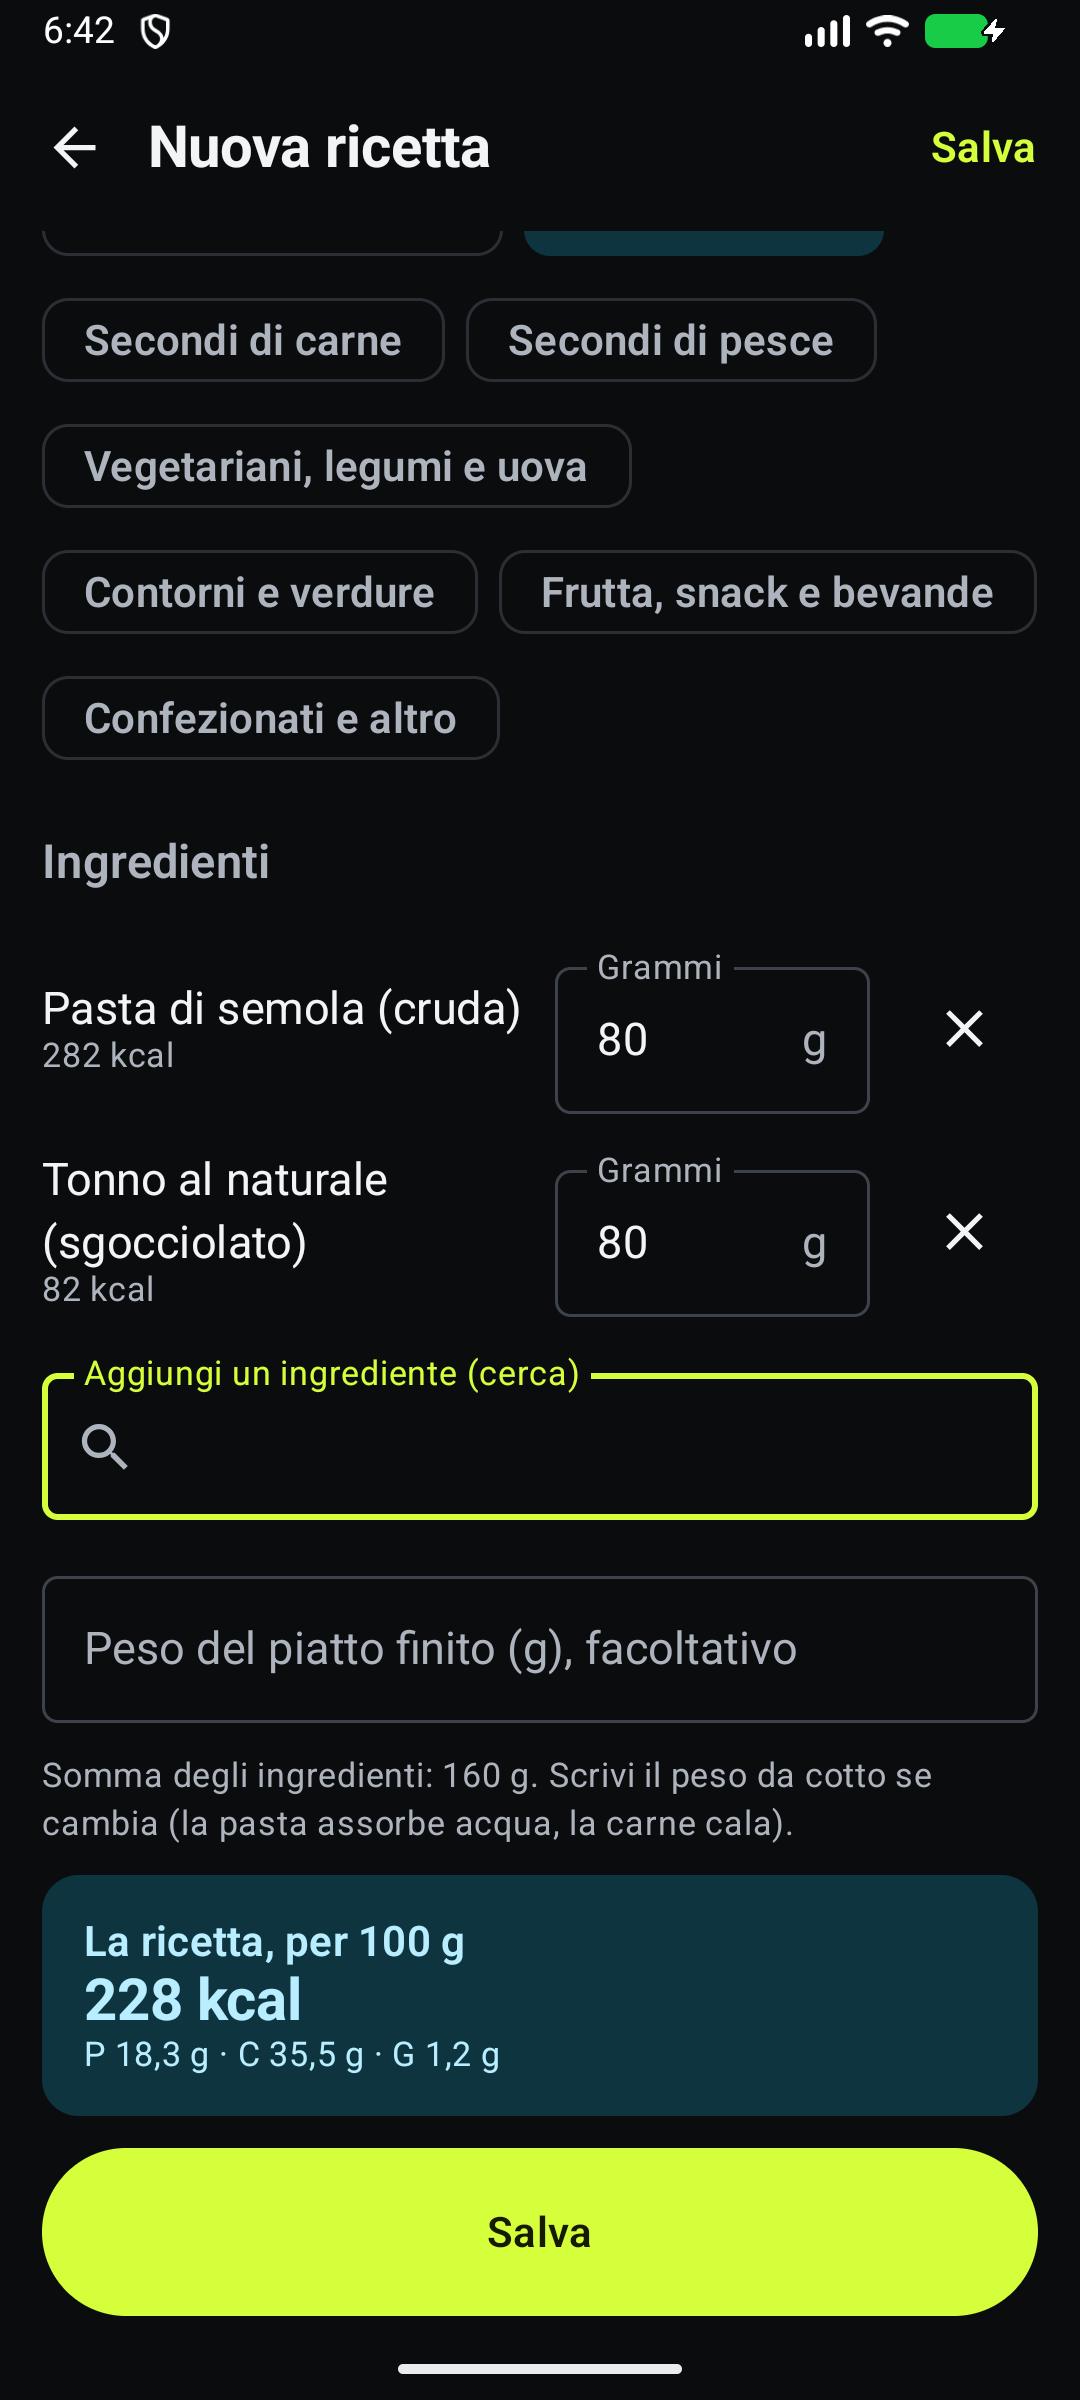 6:42
Nuova ricetta
Salva
Secondi di carne
Secondi di pesce
Vegetariani, legumi e uova
Contorni e verdure
Frutta, snack e bevande
Confezionati e altro
Ingredienti
Pasta di semola (cruda)
282 kcal
Grammi
80 g
Tonno al naturale
(sgocciolato)
82 kcal
Grammi
80 g
Aggiungi un ingrediente (cerca)
Peso del piatto finito (g), facoltativo
Somma degli ingredienti: 160 g. Scrivi il peso da cotto se
cambia (la pasta assorbe acqua, la carne cala).
La ricetta, per 100 g
228 kcal
P 18,3 g · C 35,5 g · G 1,2 g
Salva